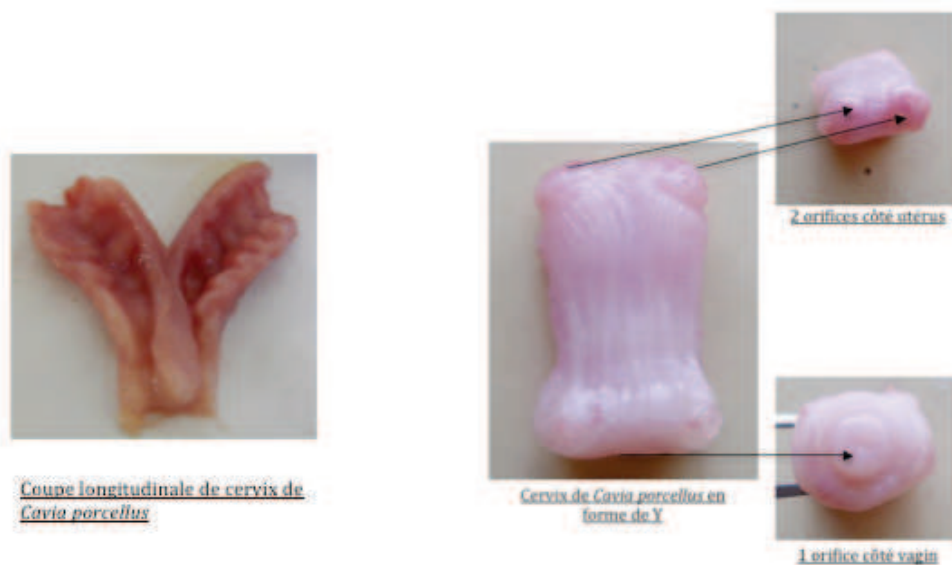 2 orifices côté utérus
Coupe longitudinale de cervix de
Cavia porcellus
Cervix de Cavia porcellus en
forme de Y
1 orifice côté vagin